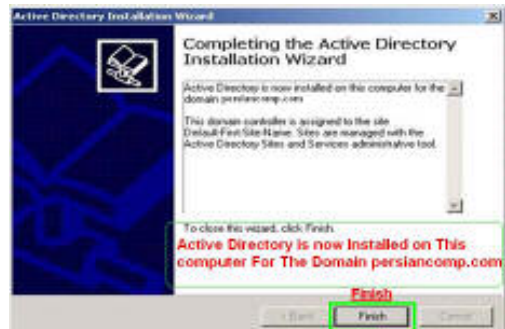 Active Directory Installation Wizard
Completing the Active Directory
Installation Wizard
Active Directory is now installed on this computer for the
domain persiancomp.com
This domain controller is assigned to the site
Default-First-Site-Name. Sites are managed with the
Active Directory Sites and Services administrative tool.
To close this wizard, click Finish.
Active Directory is now Installed on This
computer For The Domain persiancomp.com
Finish
< Back Finish Cancel